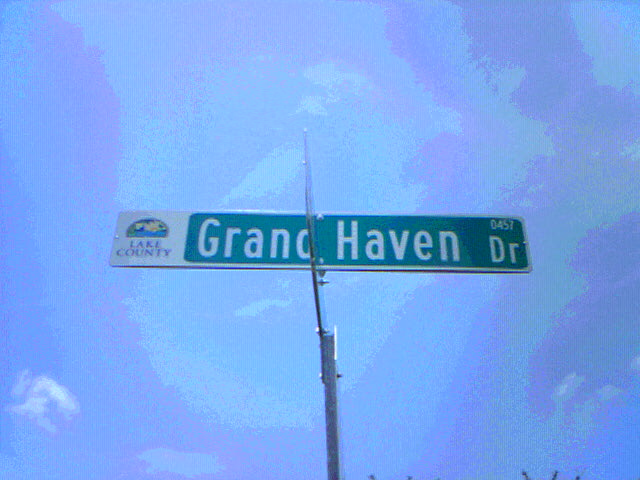 LAKE
COUNTY
Grand Haven Dr
0457